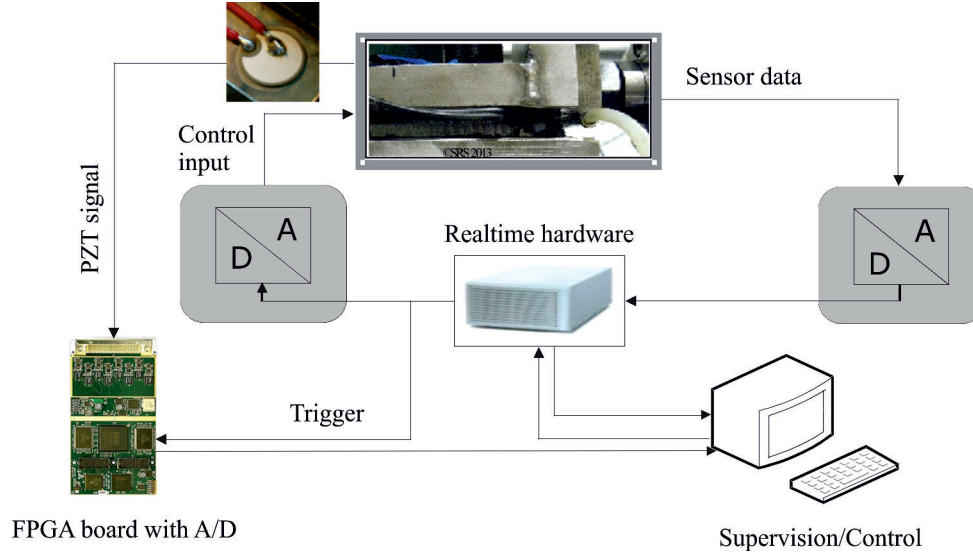 Sensor data
Control
input
©SRS 2013
PZT signal
A
D
A
D
Realtime hardware
Trigger
FPGA board with A/D
Supervision/Control